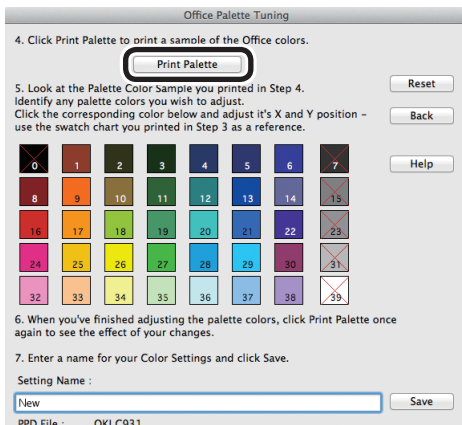 Office Palette Tuning
4. Click Print Palette to print a sample of the Office colors.
Print Palette
5. Look at the Palette Color Sample you printed in Step 4.
Identify any palette colors you wish to adjust.
Click the corresponding color below and adjust it's X and Y position –
use the swatch chart you printed in Step 3 as a reference.
Reset
Back
Help
0 1 2 3 4 5 6 7
8 9 10 11 12 13 14 15
16 17 18 19 20 21 22 23
24 25 26 27 28 29 30 31
32 33 34 35 36 37 38 39
6. When you've finished adjusting the palette colors, click Print Palette once
again to see the effect of your changes.
7. Enter a name for your Color Settings and click Save.
Setting Name :
New
Save
PPD File : OKLC931